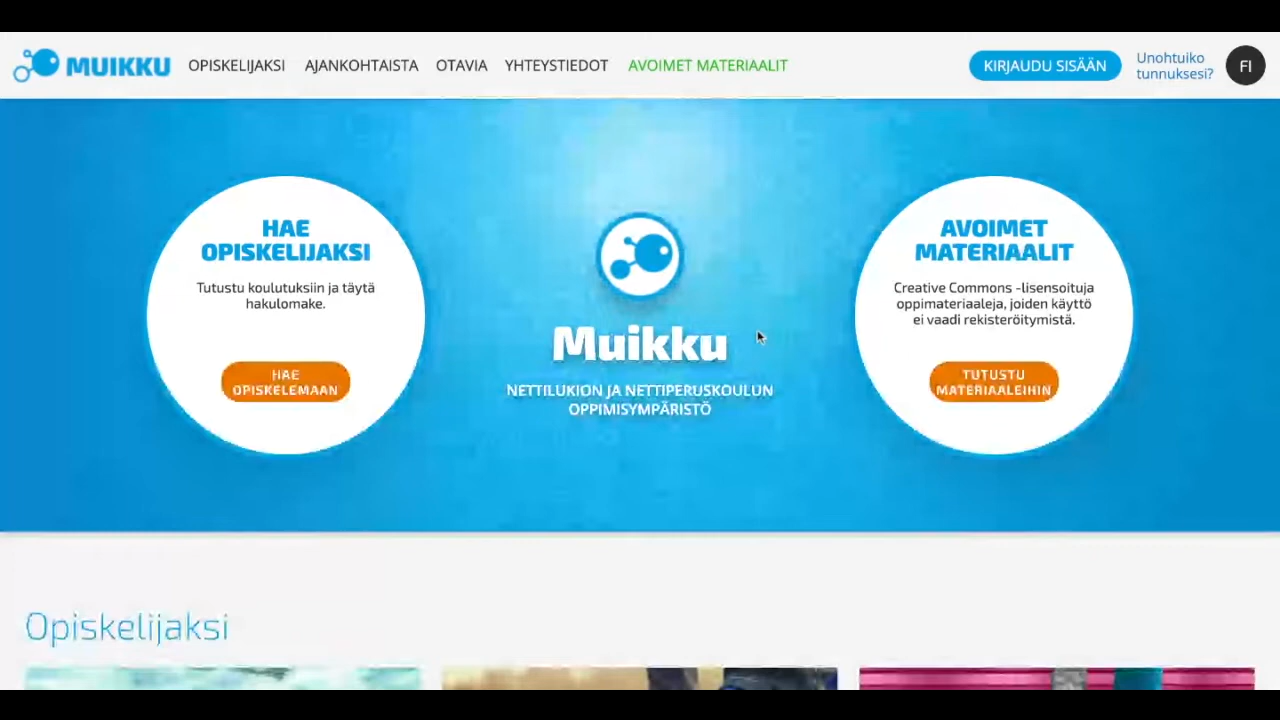 MUIKKU OPISKELIJAKSI AJANKOHTAISTA OTAVIA YHTEYSTIEDOT AVOIMET MATERIAALIT KIRJAUDU SISÄÄN
Unohtuiko
tunnuksesi?
FI
HAE
OPISKELIJAKSI
Tutustu koulutuksiin ja täytä
hakulomake.
HAE
OPISKELEMAAN
Muikku
NETTILUKION JA NETTIPERUSKOULUN
OPPIMISYMPÄRISTÖ
AVOIMET
MATERIAALIT
Creative Commons -lisensoituja
oppimateriaaleja, joiden käyttö
ei vaadi rekisteröitymistä.
TUTUSTU
MATERIAALEIHIN
Opiskelijaksi